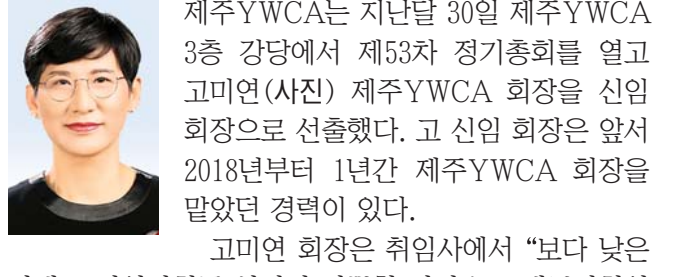 제주YWCA는 지난달 30일 제주YWCA
3층 강당에서 제53차 정기총회를 열고
고미연(사진) 제주YWCA 회장을 신임
회장으로 선출했다. 고 신임 회장은 앞서
2018년부터 1년간 제주YWCA 회장을
맡았던 경력이 있다.
고미연 회장은 취임사에서 “보다 낮은